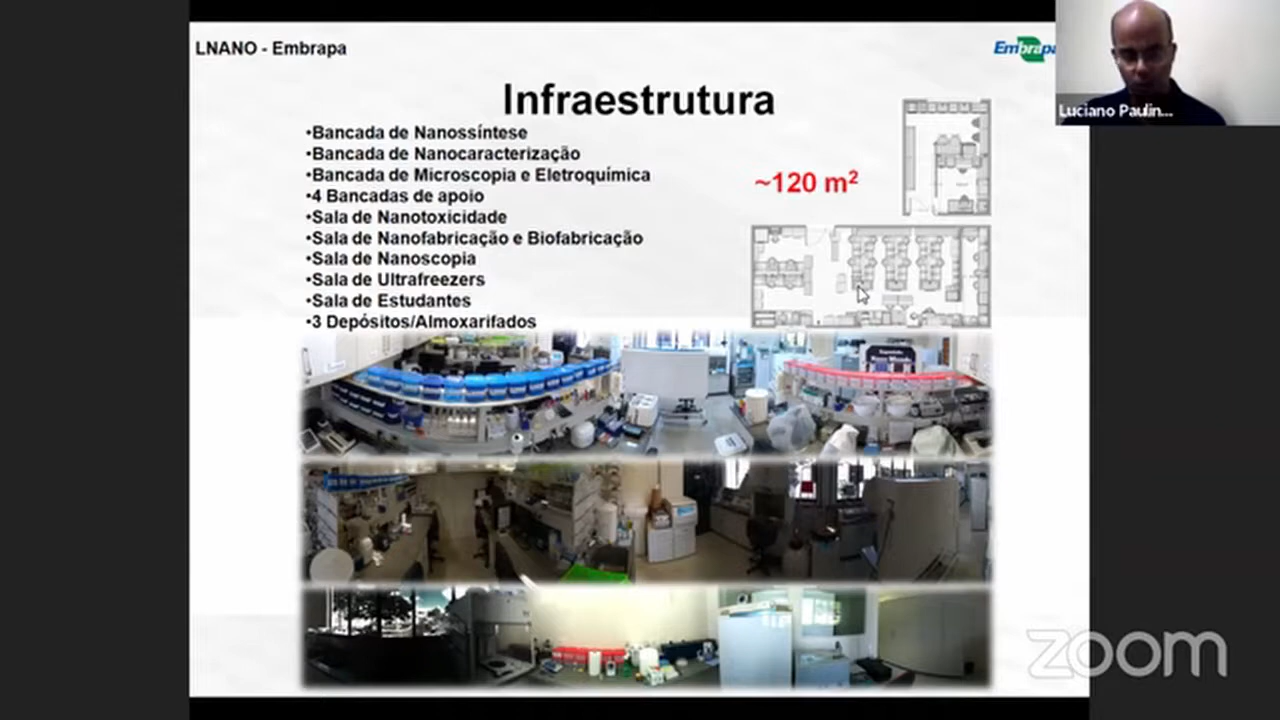 LNANO - Embrapa
Embrapa
Luciano Paulin...
Infraestrutura
•Bancada de Nanossíntese
•Bancada de Nanocaracterização
•Bancada de Microscopia e Eletroquímica
•4 Bancadas de apoio
•Sala de Nanotoxicidade
•Sala de Nanofabricação e Biofabricação
•Sala de Nanoscopia
•Sala de Ultrafreezers
•Sala de Estudantes
•3 Depósitos/Almoxarifados
~120 m²
zoom